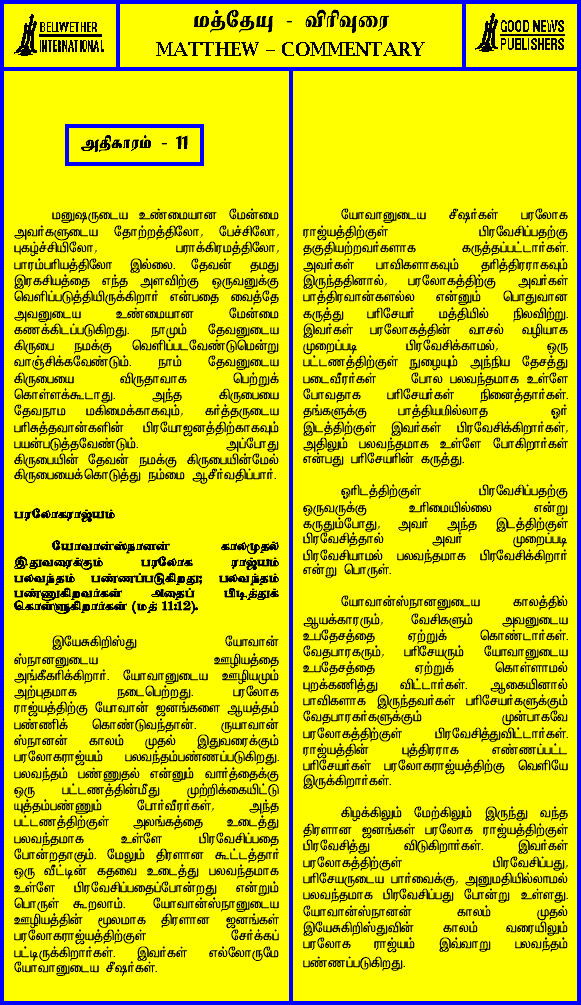 BELIWETHER
INTERNATIONAL
மத்தேயு - விரிவுரை
MATTHEW – COMMENTARY
GOOD NEWS
PUBLISHERS
அதிகாரம் - 11
மனுஷருடைய உண்மையான மேன்மை
அவர்களுடைய தோற்றத்திலோ, பேச்சிலோ,
புகழ்ச்சியிலோ, பராக்கிரமத்திலோ,
பாரம்பரியத்திலோ இல்லை. தேவன் தமது
இரகசியத்தை எந்த அளவிற்கு ஒருவனுக்கு
வெளிப்படுத்தியிருக்கிறார் என்பதை வைத்தே
அவனுடைய உண்மையான மேன்மை
கணக்கிடப்படுகிறது. நாமும் தேவனுடைய
கிருபை நமக்கு வெளிப்படவேண்டுமென்று
வாஞ்சிக்கவேண்டும். நாம் தேவனுடைய
கிருபையை விருதாவாக பெற்றுக்
கொள்ளக்கூடாது. அந்த கிருபையை
தேவநாம மகிமைக்காகவும், கர்த்தருடைய
பரிசுத்தவான்களின் பிரயோஜனத்திற்காகவும்
பயன்படுத்தவேண்டும். அப்போது
கிருபையின் தேவன் நமக்கு கிருபையின்மேல்
கிருபையைக்கொடுத்து நம்மை ஆசீர்வதிப்பார்.
பரலோகராஜ்யம்
யோவான்ஸ்நானன் காலமுதல்
இதுவரைக்கும் பரலோக ராஜ்யம்
பலவந்தம் பண்ணப்படுகிறது; பலவந்தம்
பண்ணுகிறவர்கள் அதைப் பிடித்துக்
கொள்ளுகிறார்கள் (மத் 11:12).
இயேசுகிறிஸ்து யோவான்
ஸ்நானனுடைய ஊழியத்தை
அங்கீகரிக்கிறார். யோவானுடைய ஊழியமும்
அற்புதமாக நடைபெற்றது. பரலோக
ராஜ்யத்திற்கு யோவான் ஜனங்களை ஆயத்தம்
பண்ணிக் கொண்டுவந்தான். ருயாவான்
ஸ்நானன் காலம் முதல் இதுவரைக்கும்
பரலோகராஜ்யம் பலவந்தம்பண்ணப்படுகிறது.
பலவந்தம் பண்ணுதல் என்னும் வார்த்தைக்கு
ஒரு பட்டணத்தின்மீது முற்றிக்கையிட்டு
யுத்தம்பண்ணும் போர்வீரர்கள், அந்த
பட்டணத்திற்குள் அலங்கத்தை உடைத்து
பலவந்தமாக உள்ளே பிரவேசிப்பதை
போன்றதாகும். மேலும் திரளான கூட்டத்தார்
ஒரு வீட்டின் கதவை உடைத்து பலவந்தமாக
உள்ளே பிரவேசிப்பதைப்போன்றது என்றும்
பொருள் கூறலாம். யோவான்ஸ்நானுடைய
ஊழியத்தின் மூலமாக திரளான ஜனங்கள்
பரலோகராஜ்யத்திற்குள் சேர்க்கப்
பட்டிருக்கிறார்கள். இவர்கள் எல்லோருமே
யோவானுடைய சீஷர்கள்.
யோவானுடைய சீஷர்கள் பரலோக
ராஜ்யத்திற்குள் பிரவேசிப்பதற்கு
தகுதியற்றவர்களாக கருத்தப்பட்டார்கள்.
அவர்கள் பாவிகளாகவும் தரித்திரராகவும்
இருந்ததினால், பரலோகத்திற்கு அவர்கள்
பாத்திரவான்களல்ல என்னும் பொதுவான
கருத்து பரிசேயர் மத்தியில் நிலவிற்று.
இவர்கள் பரலோகத்தின் வாசல் வழியாக
முறைப்படி பிரவேசிக்காமல், ஒரு
பட்டணத்திற்குள் நுழையும் அந்நிய தேசத்து
படைவீரர்கள் போல பலவந்தமாக உள்ளே
போவதாக பரிசேயர்கள் நினைத்தார்கள்.
தங்களுக்கு பாத்தியமில்லாத ஓர்
இடத்திற்குள் இவர்கள் பிரவேசிக்கிறார்கள்,
அதிலும் பலவந்தமாக உள்ளே போகிறார்கள்
என்பது பரிசேயரின் கருத்து.
ஓரிடத்திற்குள் பிரவேசிப்பதற்கு
ஒருவருக்கு உரிமையில்லை என்று
கருதும்போது, அவர் அந்த இடத்திற்குள்
பிரவேசித்தால் அவர் முறைப்படி
பிரவேசியாமல் பலவந்தமாக பிரவேசிக்கிறார்
என்று பொருள்.
யோவான்ஸ்நானனுடைய காலத்தில்
ஆயக்காரரும், வேசிகளும் அவனுடைய
உபதேசத்தை ஏற்றுக் கொண்டார்கள்.
வேதபாரகரும், பரிசேயரும் யோவானுடைய
உபதேசத்தை ஏற்றுக் கொள்ளாமல்
புறக்கணித்து விட்டார்கள். ஆகையினால்
பாவிகளாக இருந்தவர்கள் பரிசேயர்களுக்கும்
வேதபாரகர்களுக்கும் முன்பாகவே
பரலோகத்திற்குள் பிரவேசித்துவிட்டார்கள்.
ராஜ்யத்தின் புத்திரராக எண்ணப்பட்ட
பரிசேயர்கள் பரலோகராஜ்யத்திற்கு வெளியே
இருக்கிறார்கள்.
கிழக்கிலும் மேற்கிலும் இருந்து வந்த
திரளான ஜனங்கள் பரலோக ராஜ்யத்திற்குள்
பிரவேசித்து விடுகிறார்கள். இவர்கள்
பரலோகத்திற்குள் பிரவேசிப்பது,
பரிசேயருடைய பார்வைக்கு, அனுமதியில்லாமல்
பலவந்தமாக பிரவேசிப்பது போன்று உள்ளது.
யோவான்ஸ்நானன் காலம் முதல்
இயேசுகிறிஸ்துவின் காலம் வரையிலும்
பரலோக ராஜ்யம் இவ்வாறு பலவந்தம்
பண்ணப்படுகிறது.